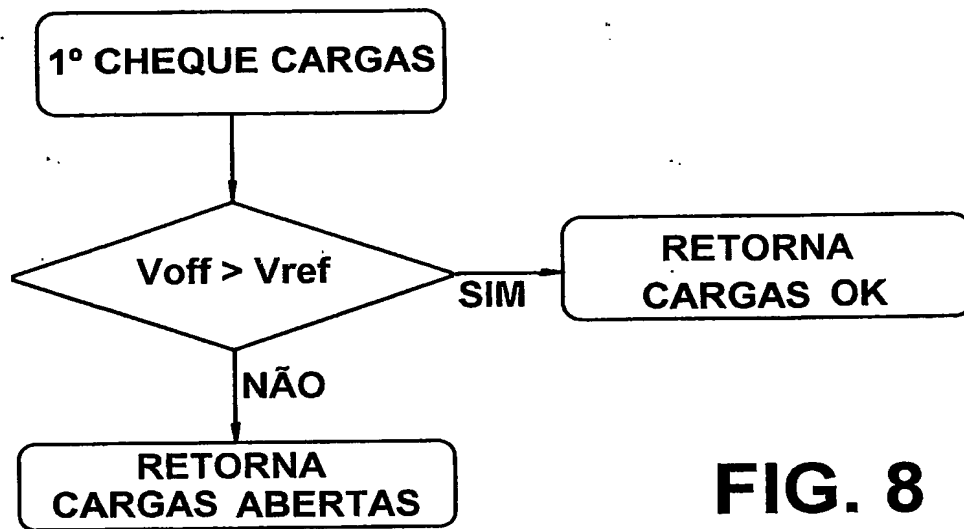 1º CHEQUE CARGAS
Voff > Vref
SIM
RETORNA
CARGAS OK
NÃO
RETORNA
CARGAS ABERTAS
FIG. 8